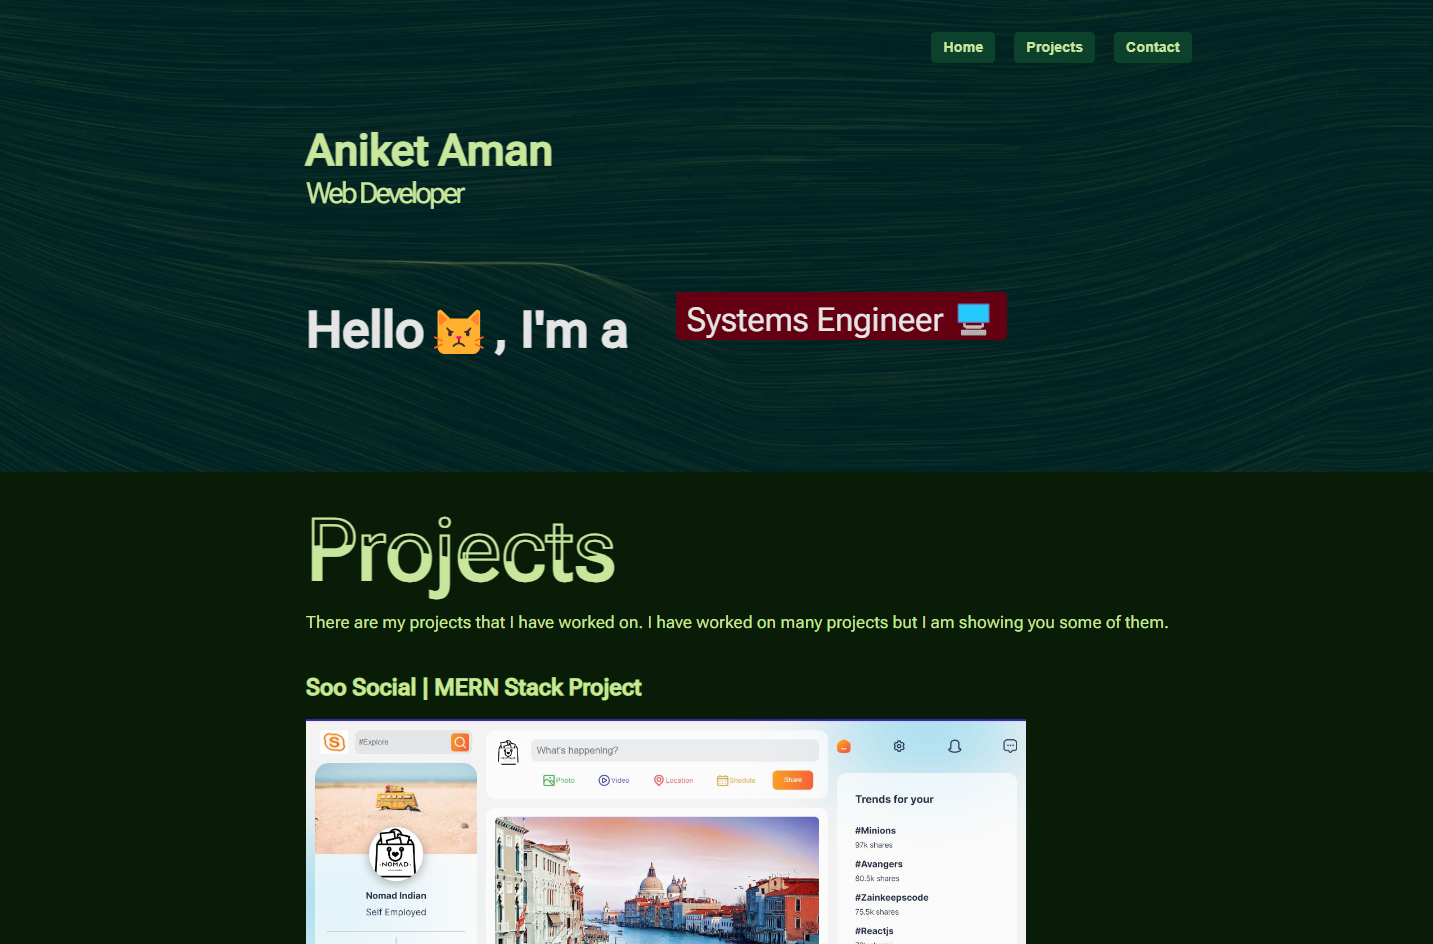 Home Projects Contact
Aniket Aman
Web Developer
Hello 😾 , I'm a Systems Engineer 🖥️
Projects
There are my projects that I have worked on. I have worked on many projects but I am showing you some of them.
Soo Social | MERN Stack Project
#Explore
NOMAD
Nomad Indian
Self Employed
What's happening?
Photo Video Location Shedule Share
Trends for your
#Minions
97k shares
#Avangers
80.5k shares
#Zainkeepscode
75.5k shares
#Reactjs